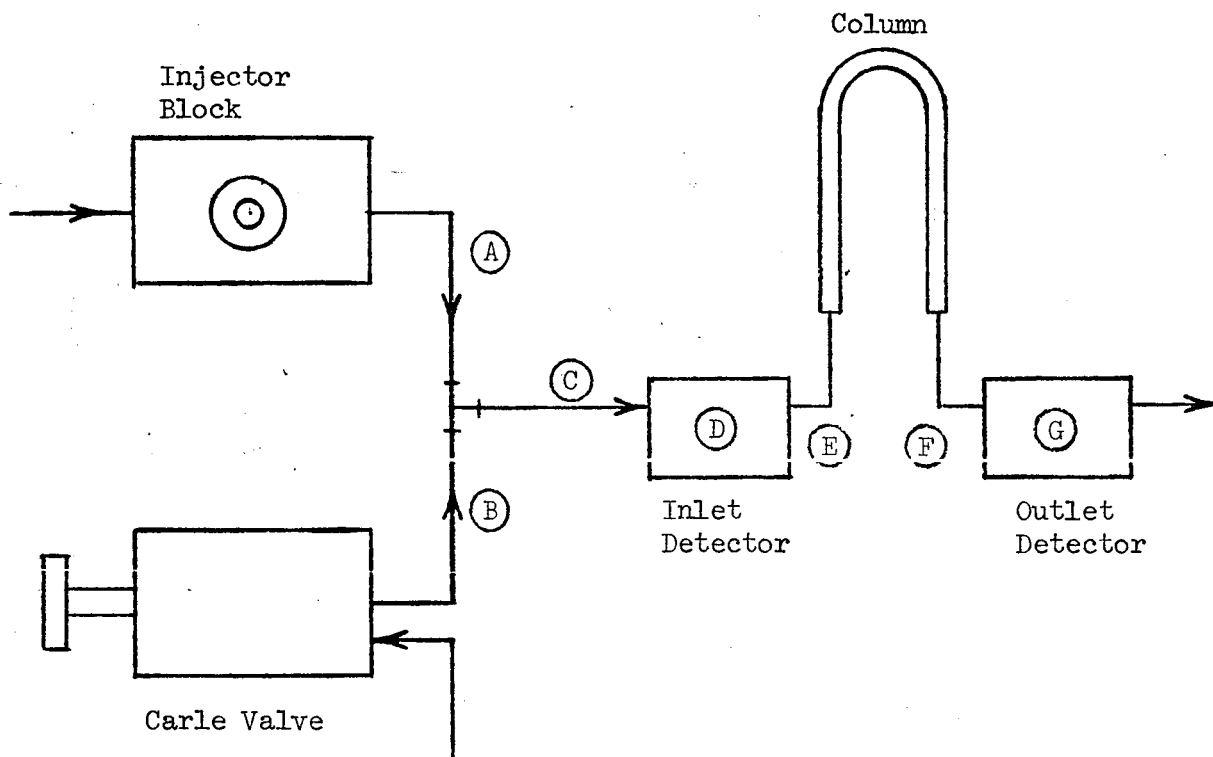 Column
Injector
Block
A
C
D
E
F
G
B
Inlet
Detector
Outlet
Detector
Carle Valve